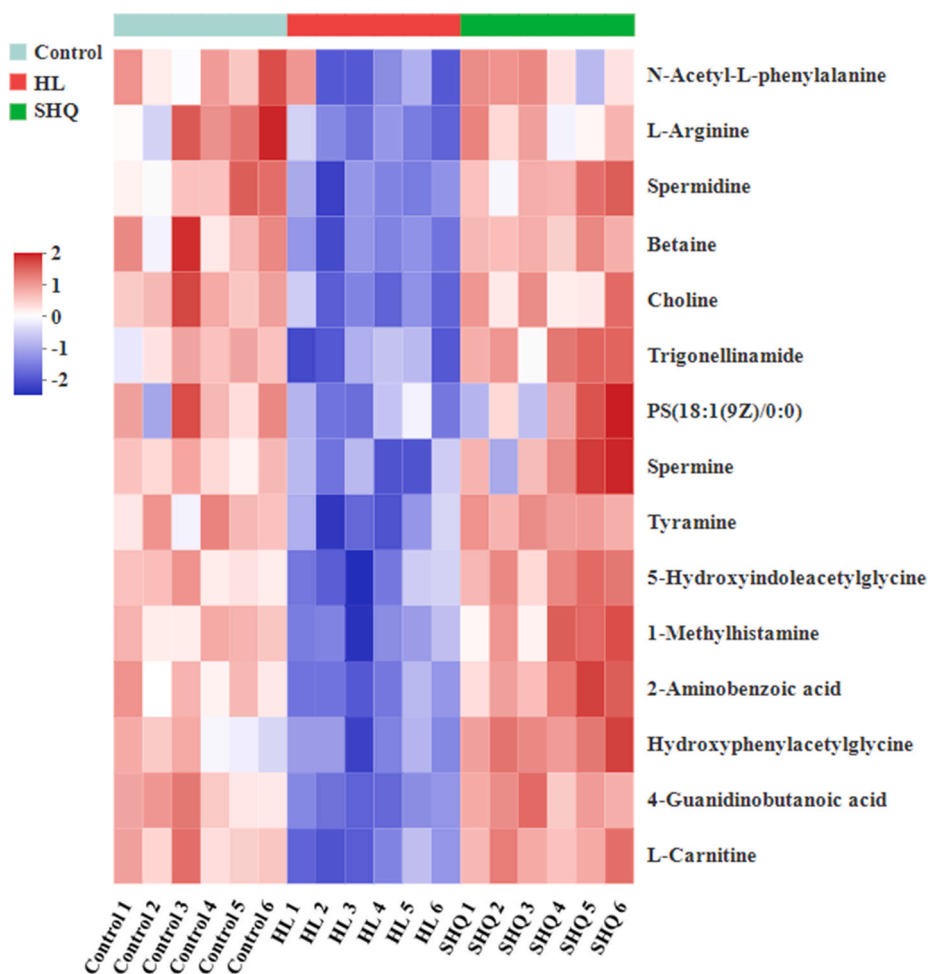 Control
HL
SHQ
2
1
0
-1
-2
N-Acetyl-L-phenylalanine
L-Arginine
Spermidine
Betaine
Choline
Trigonellinamide
PS(18:1(9Z)/0:0)
Spermine
Tyramine
5-Hydroxyindoleacetylglycine
1-Methylhistamine
2-Aminobenzoic acid
Hydroxyphenylacetylglycine
4-Guanidinobutanoic acid
L-Carnitine
Control 1
Control 2
Control 3
Control 4
Control 5
Control 6
HL 1
HL 2
HL 3
HL 4
HL 5
HL 6
SHQ 1
SHQ 2
SHQ 3
SHQ 4
SHQ 5
SHQ 6